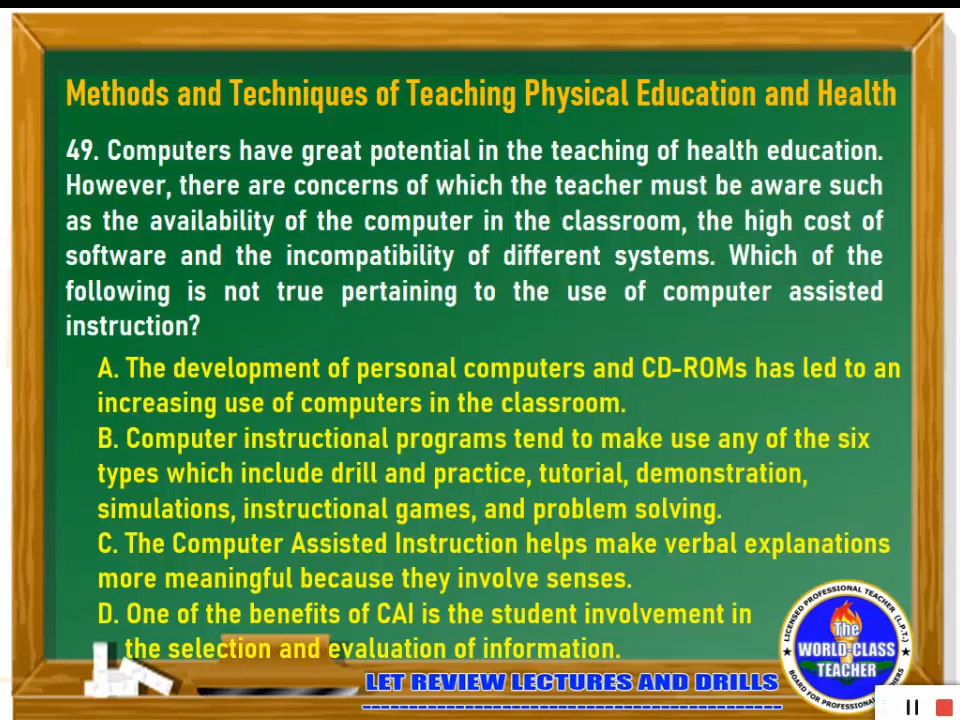 Methods and Techniques of Teaching Physical Education and Health
49. Computers have great potential in the teaching of health education.
However, there are concerns of which the teacher must be aware such
as the availability of the computer in the classroom, the high cost of
software and the incompatibility of different systems. Which of the
following is not true pertaining to the use of computer assisted
instruction?
A. The development of personal computers and CD-ROMs has led to an
increasing use of computers in the classroom.
B. Computer instructional programs tend to make use any of the six
types which include drill and practice, tutorial, demonstration,
simulations, instructional games, and problem solving.
C. The Computer Assisted Instruction helps make verbal explanations
more meaningful because they involve senses.
D. One of the benefits of CAI is the student involvement in
the selection and evaluation of information.
LICENSED PROFESSIONAL TEACHER (L.P.T.)
The
WORLD-CLASS
TEACHER
BOARD FOR PROFESSIONAL
LET REVIEW LECTURES AND DRILLS